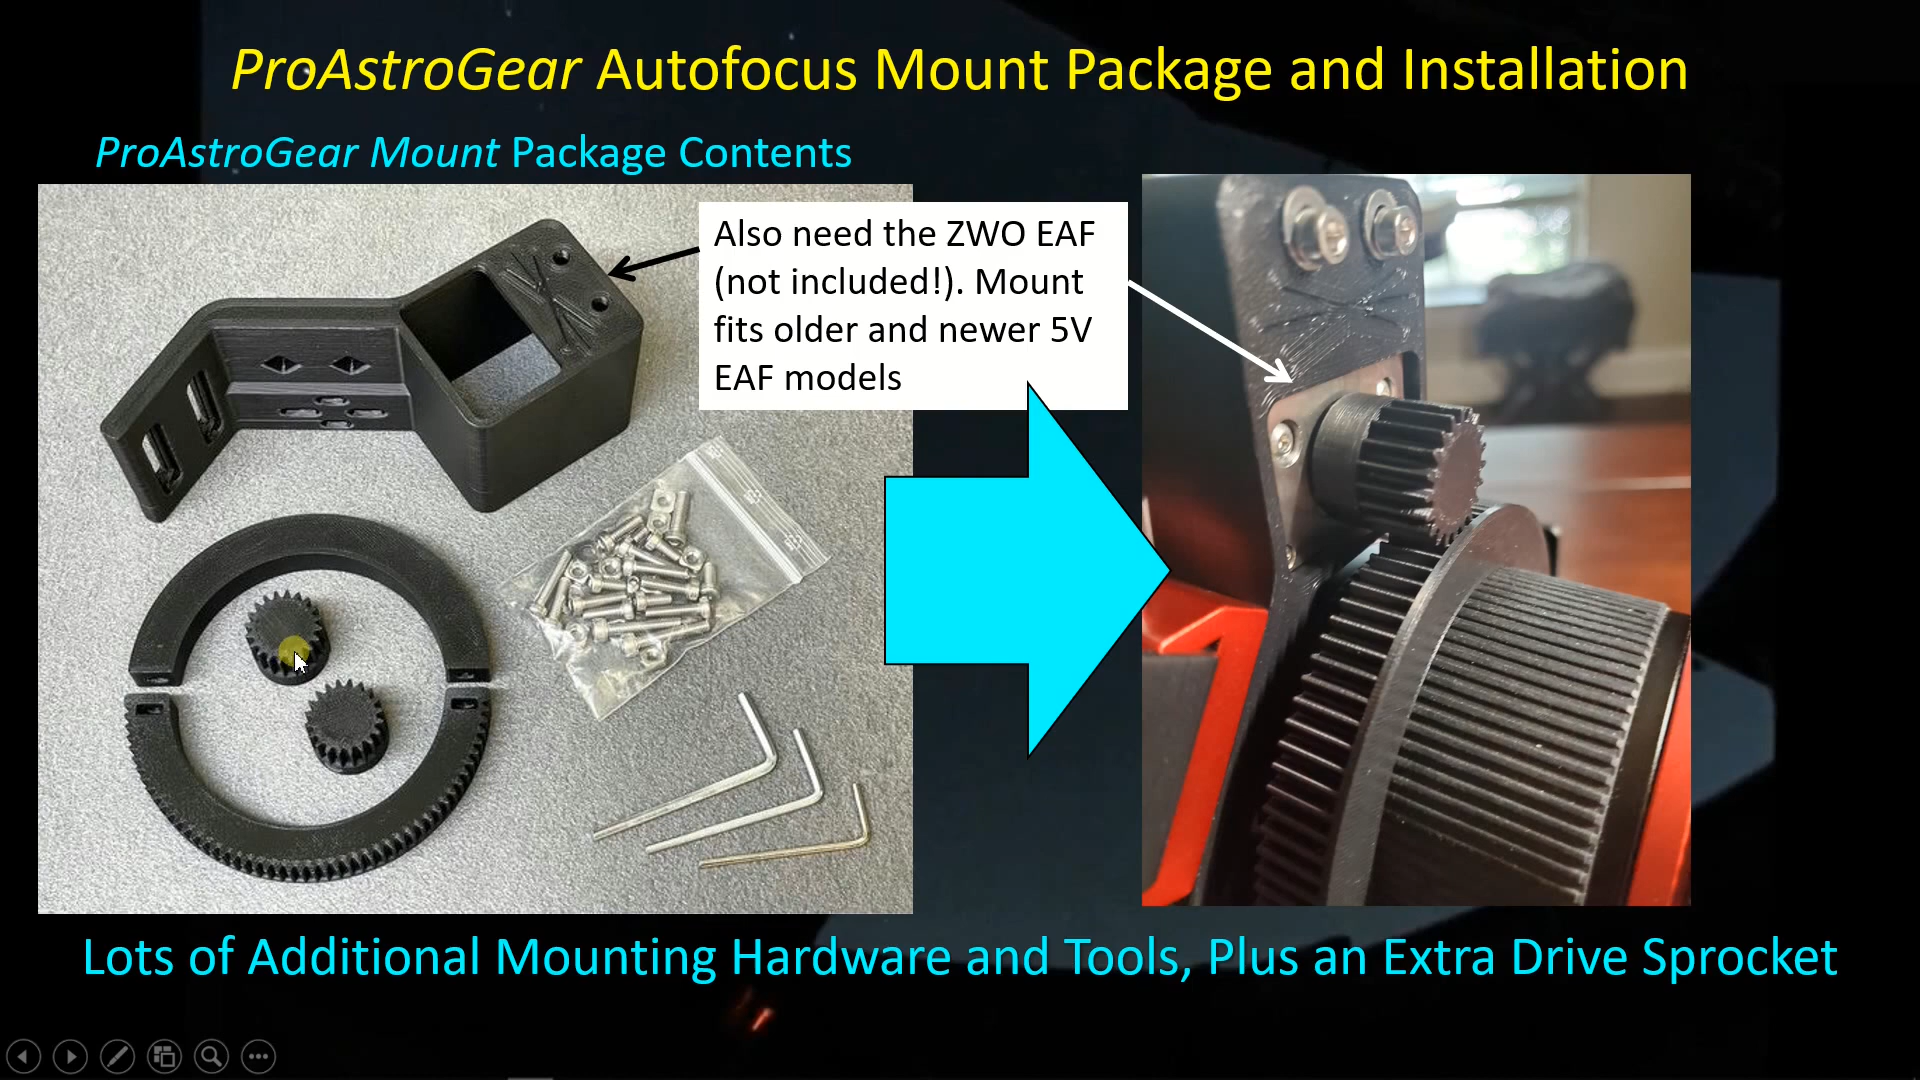 ProAstroGear Autofocus Mount Package and Installation
ProAstroGear Mount Package Contents
Also need the ZWO EAF
(not included!). Mount
fits older and newer 5V
EAF models
Lots of Additional Mounting Hardware and Tools, Plus an Extra Drive Sprocket